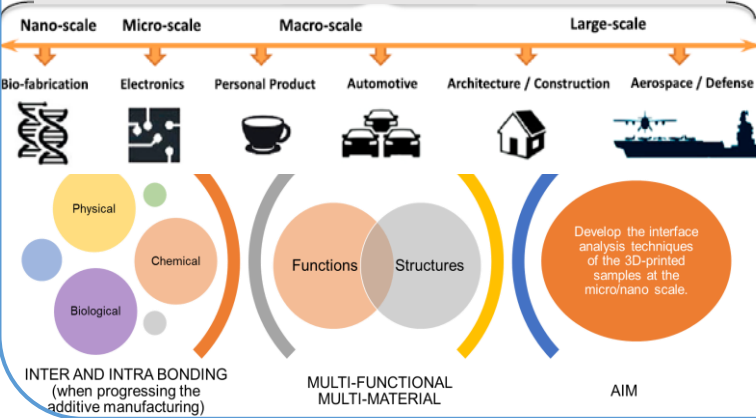 Nano-scale Micro-scale Macro-scale Large-scale
Bio-fabrication Electronics Personal Product Automotive Architecture / Construction Aerospace / Defense
Physical
Chemical
Biological
Functions Structures
Develop the interface
analysis techniques
of the 3D-printed
samples at the
micro/nano scale.
INTER AND INTRA BONDING
(when progressing the
additive manufacturing)
MULTI-FUNCTIONAL
MULTI-MATERIAL
AIM